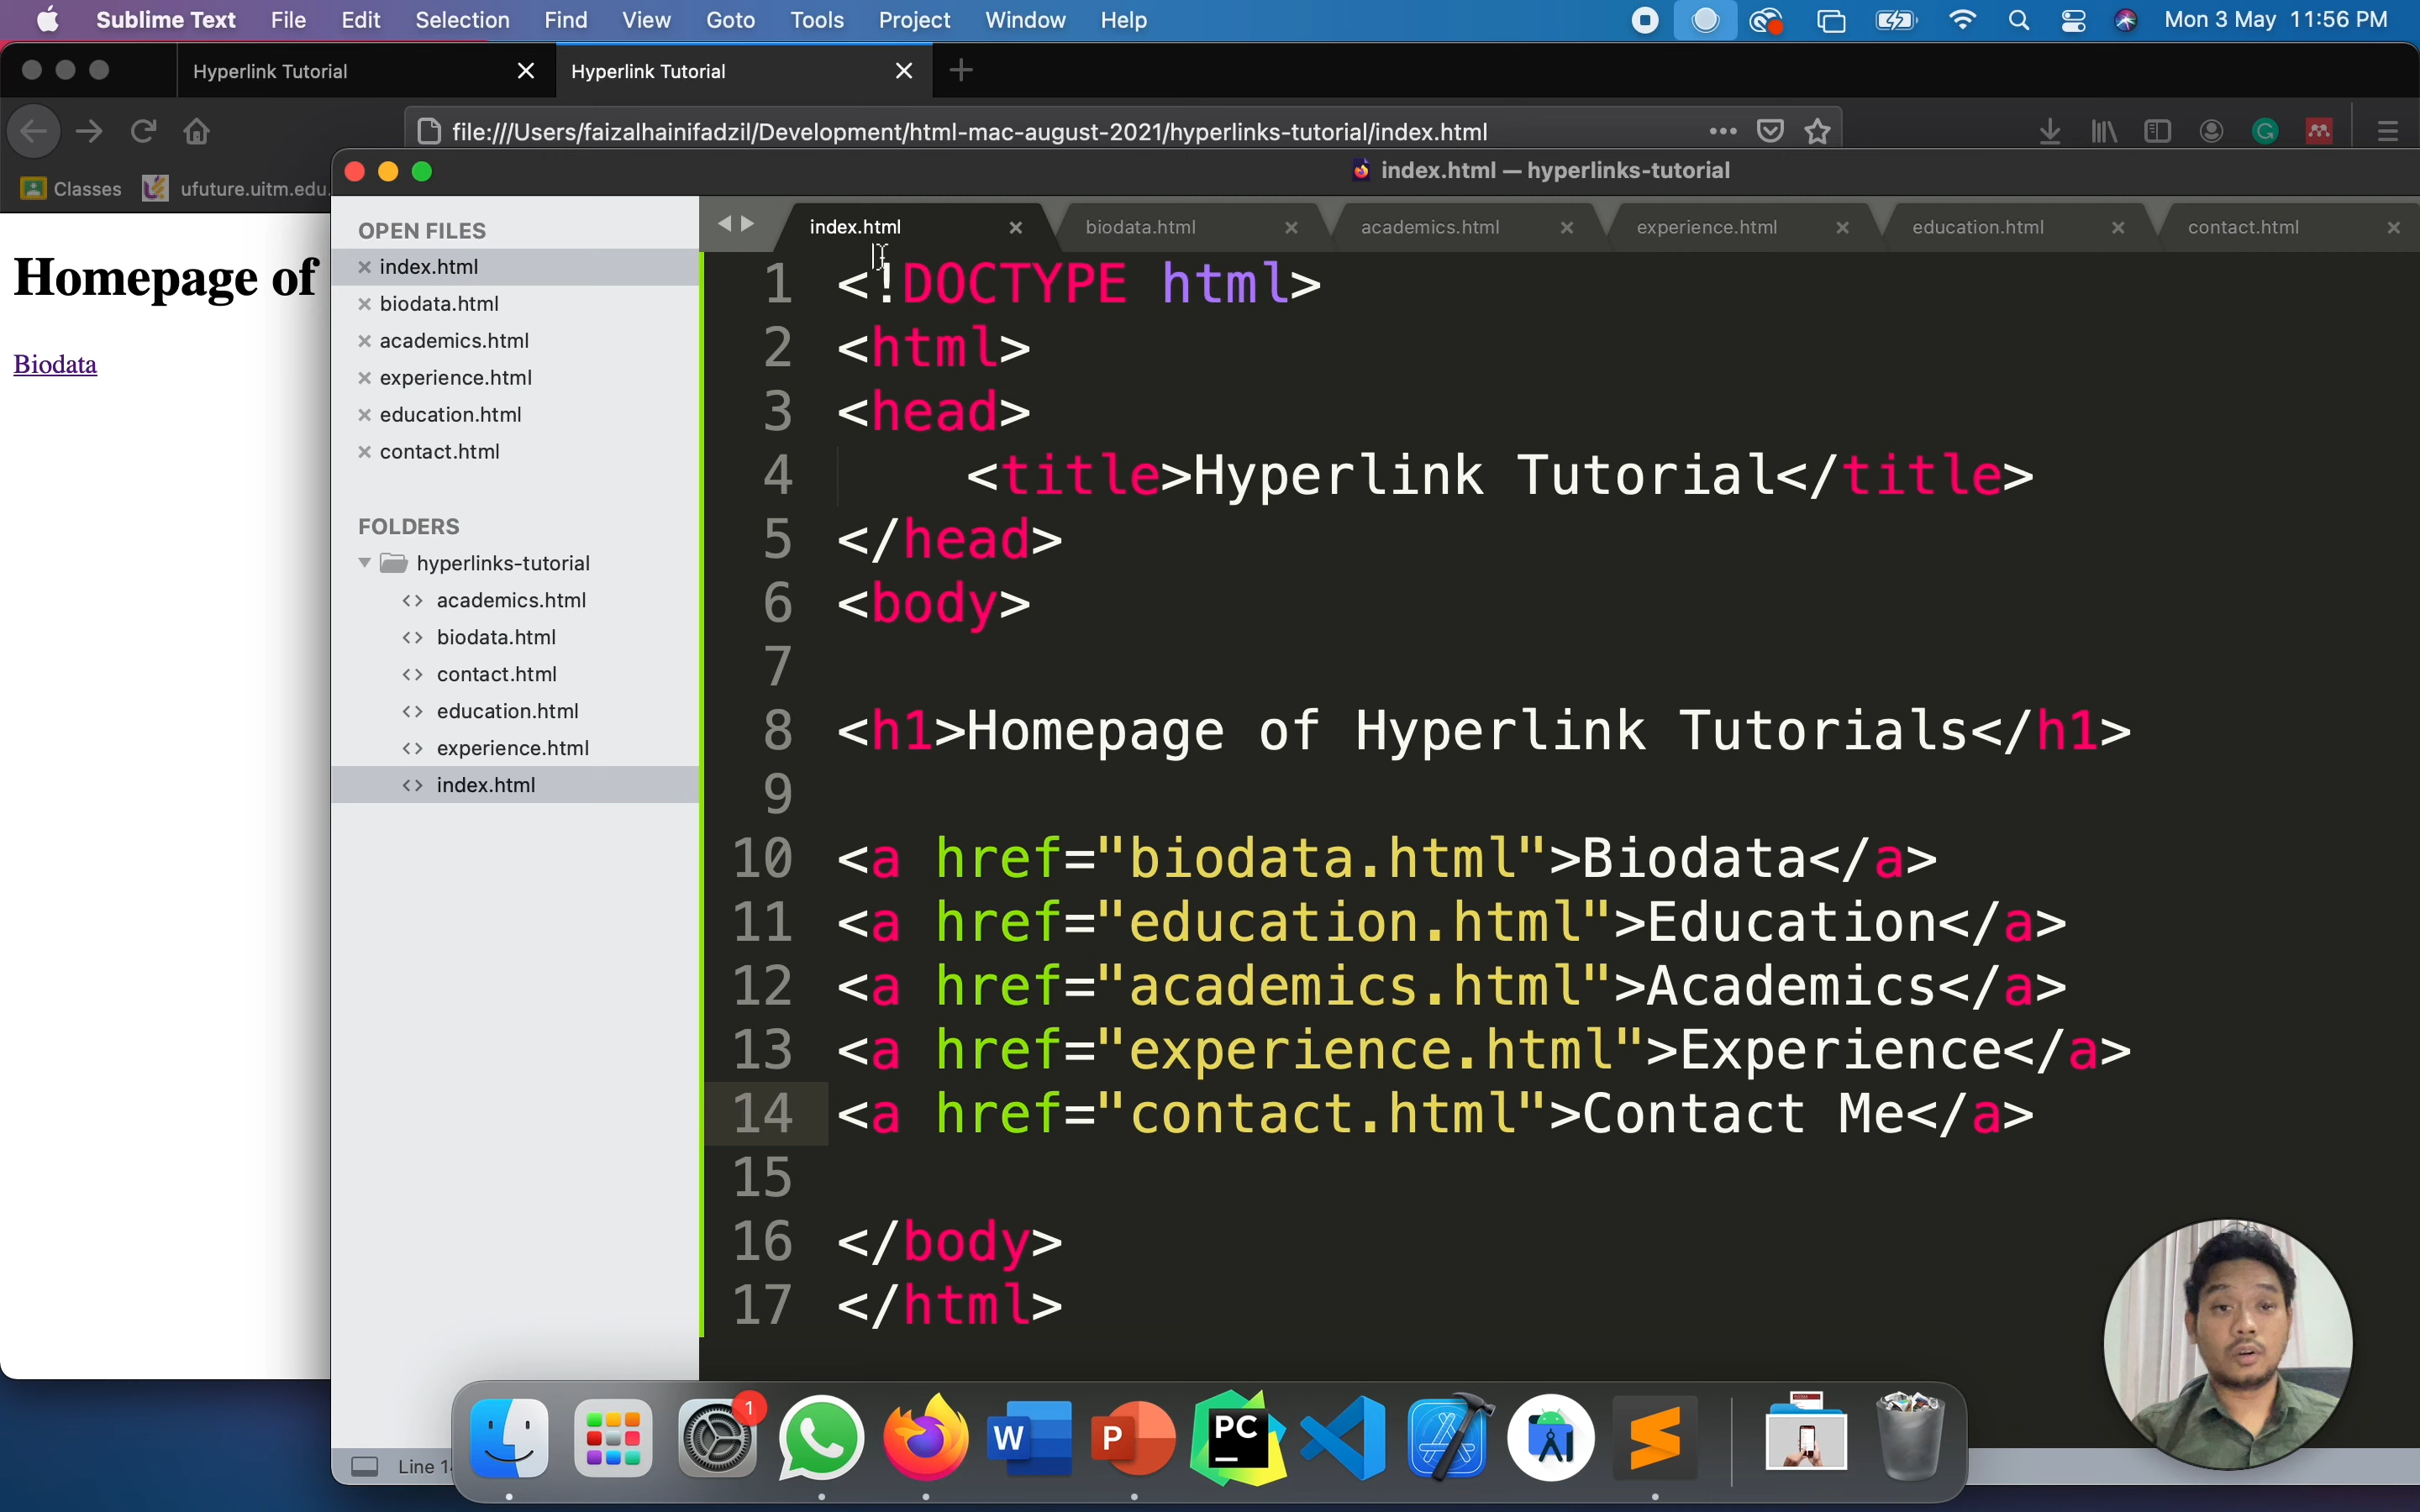 Sublime Text File Edit Selection Find View Goto Tools Project Window Help Mon 3 May 11:56 PM
Hyperlink Tutorial Hyperlink Tutorial
file:///Users/faizalhainifadzil/Development/html-mac-august-2021/hyperlinks-tutorial/index.html
Classes ufuture.uitm.edu.
index.html — hyperlinks-tutorial
Homepage of
Biodata
OPEN FILES
index.html
biodata.html
academics.html
experience.html
education.html
contact.html
FOLDERS
hyperlinks-tutorial
academics.html
biodata.html
contact.html
education.html
experience.html
index.html
index.html biodata.html academics.html experience.html education.html contact.html
1 <!DOCTYPE html>
2 <html>
3 <head>
4 <title>Hyperlink Tutorial</title>
5 </head>
6 <body>
7
8 <h1>Homepage of Hyperlink Tutorials</h1>
9
10 <a href="biodata.html">Biodata</a>
11 <a href="education.html">Education</a>
12 <a href="academics.html">Academics</a>
13 <a href="experience.html">Experience</a>
14 <a href="contact.html">Contact Me</a>
15
16 </body>
17 </html>
Line
1
W
P
PC